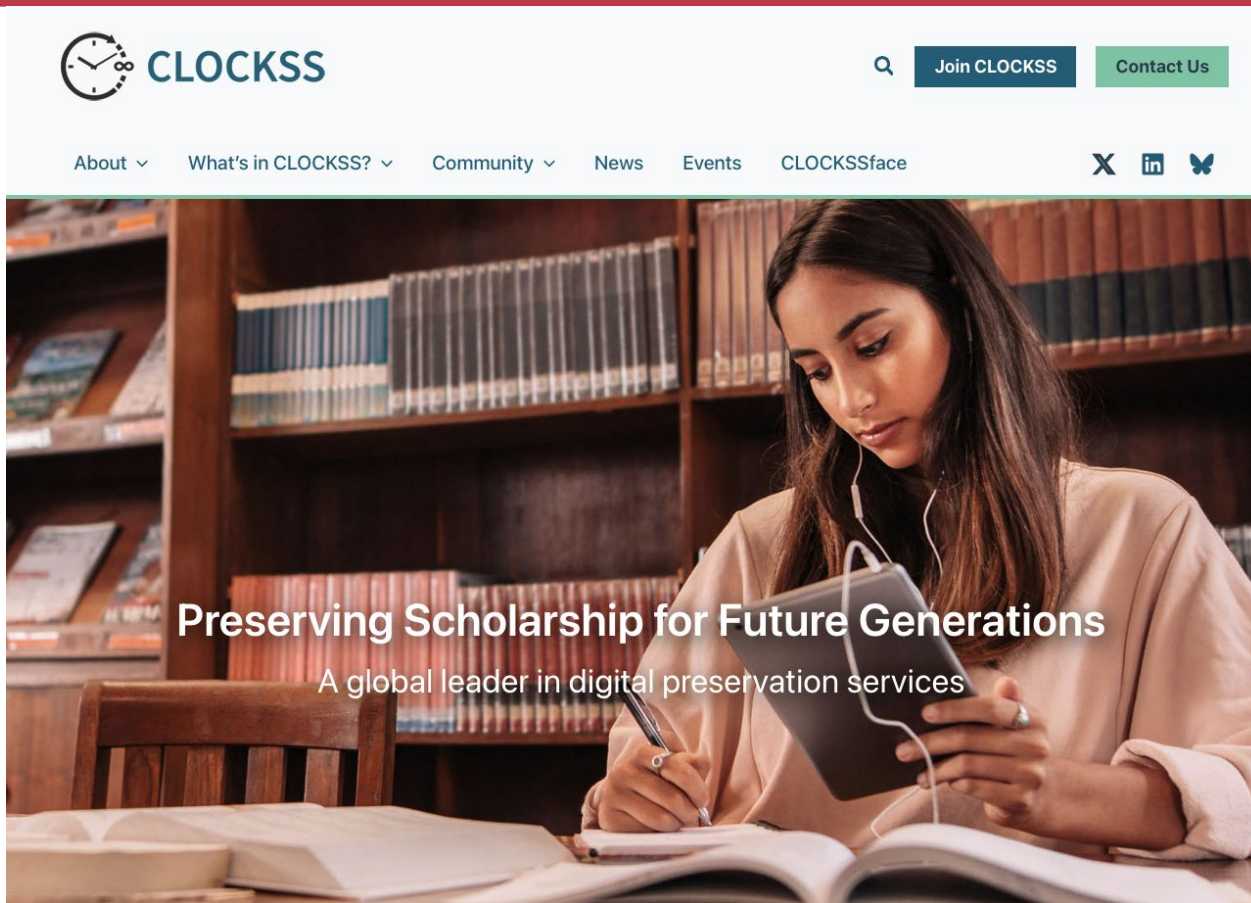 CLOCKSS
Join CLOCKSS
Contact Us
About
What's in CLOCKSS?
Community
News
Events
CLOCKSSface
Preserving Scholarship for Future Generations
A global leader in digital preservation services